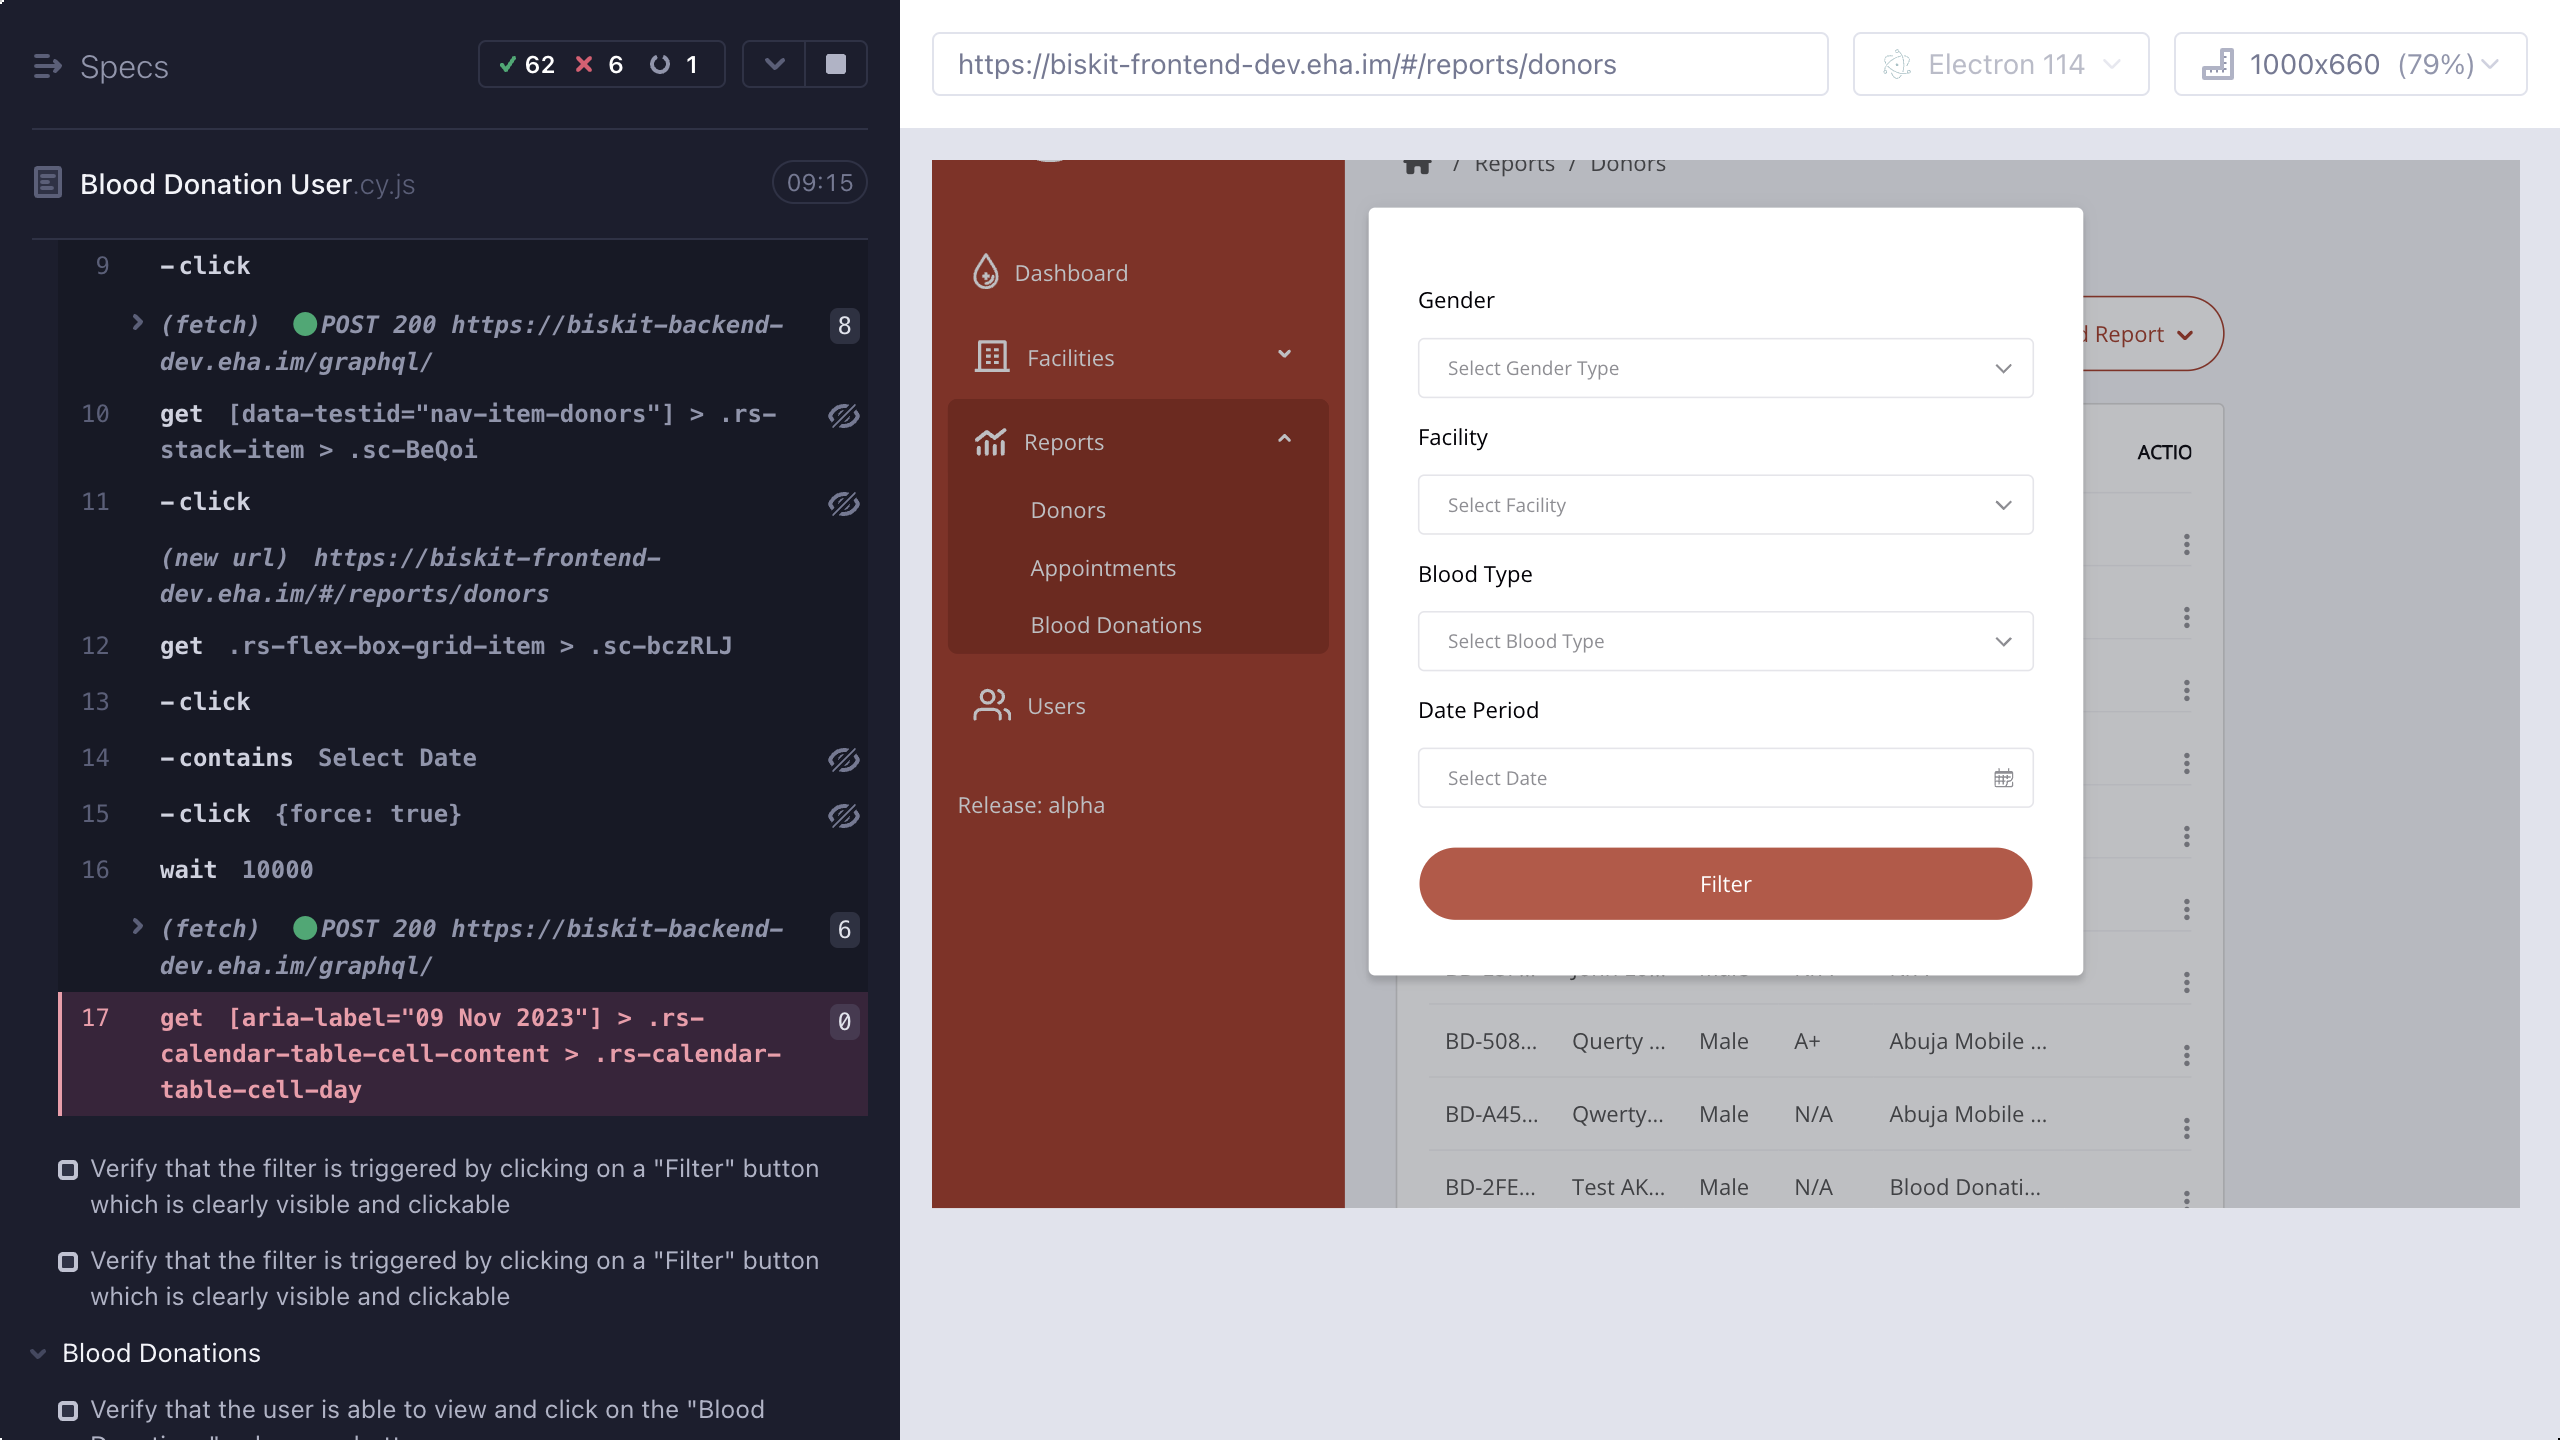 Specs
62 6 1
Blood Donation User.cy.js
09:15
9 -click
(fetch) POST 200 https://biskit-backend-
dev.eha.im/graphql/
8
10 get [data-testid="nav-item-donors"] > .rs-
stack-item > .sc-BeQoi
11 -click
(new url) https://biskit-frontend-
dev.eha.im/#/reports/donors
12 get .rs-flex-box-grid-item > .sc-bczRLJ
13 -click
14 -contains Select Date
15 -click {force: true}
16 wait 10000
(fetch) POST 200 https://biskit-backend-
dev.eha.im/graphql/
6
17 get [aria-label="09 Nov 2023"] > .rs-
calendar-table-cell-content > .rs-calendar-
table-cell-day
0
Verify that the filter is triggered by clicking on a "Filter" button
which is clearly visible and clickable
Verify that the filter is triggered by clicking on a "Filter" button
which is clearly visible and clickable
Blood Donations
Verify that the user is able to view and click on the "Blood
https://biskit-frontend-dev.eha.im/#/reports/donors
Electron 114
1000x660 (79%)
/ Reports / Donors
Dashboard
Facilities
Reports
Donors
Appointments
Blood Donations
Users
Release: alpha
Gender
Select Gender Type
Facility
Select Facility
Blood Type
Select Blood Type
Date Period
Select Date
Filter
Report
ACTIO
BD-508... Querty ... Male A+ Abuja Mobile ...
BD-A45... Qwerty... Male N/A Abuja Mobile ...
BD-2FE... Test AK... Male N/A Blood Donati...